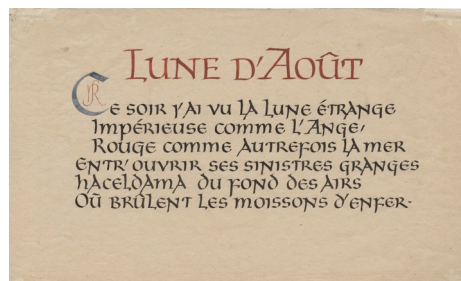 LUNE D'AOÛT
Ce soir j'ai vu la lune étrange
Impérieuse comme l'Ange,
Rouge comme autrefois la mer
Entr'ouvrir ses sinistres granges
haceldama du fond des airs
Où brûlent les moissons d'enfer.